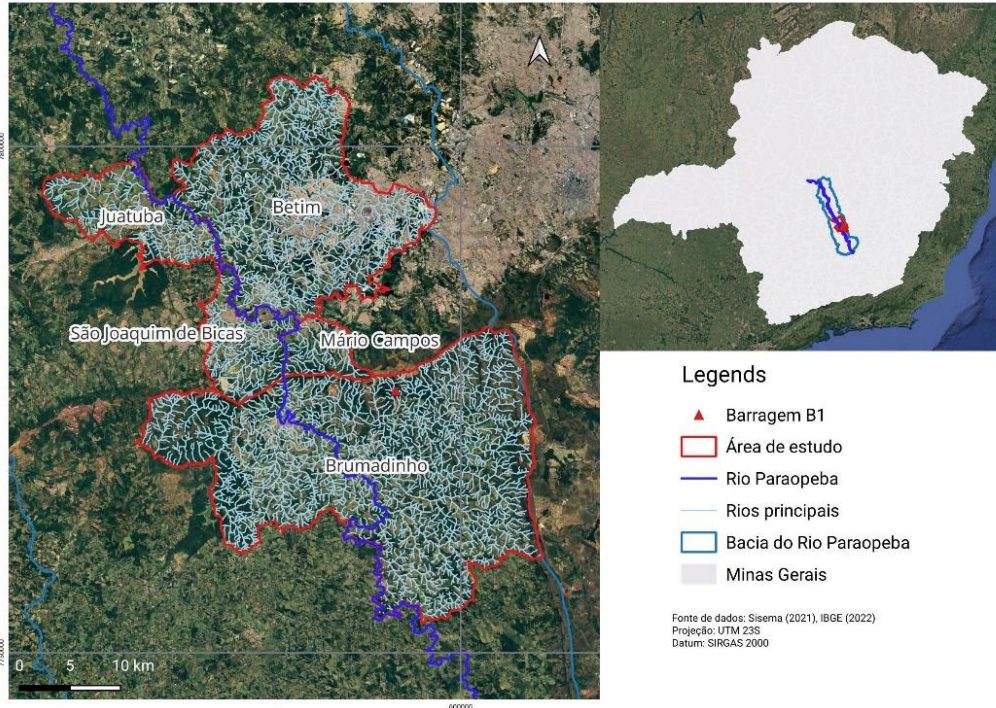 7800000
Juatuba
Betim
São Joaquim de Bicas
Mário Campos
Brumadinho
0 5 10 km
600000
Legends
Barragem B1
Área de estudo
Rio Paraopeba
Rios principais
Bacia do Rio Paraopeba
Minas Gerais
Fonte de dados: Sisema (2021), IBGE (2022)
Projeção: UTM 23S
Datum: SIRGAS 2000